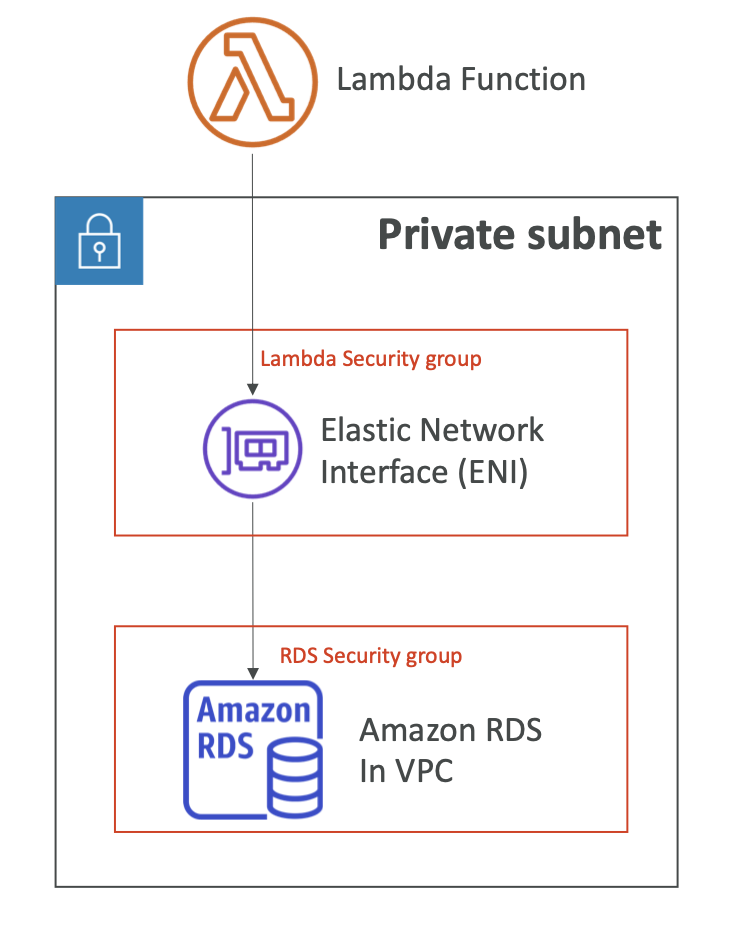 Lambda Function
Private subnet
Lambda Security group
Elastic Network
Interface (ENI)
RDS Security group
Amazon
RDS
Amazon RDS
In VPC